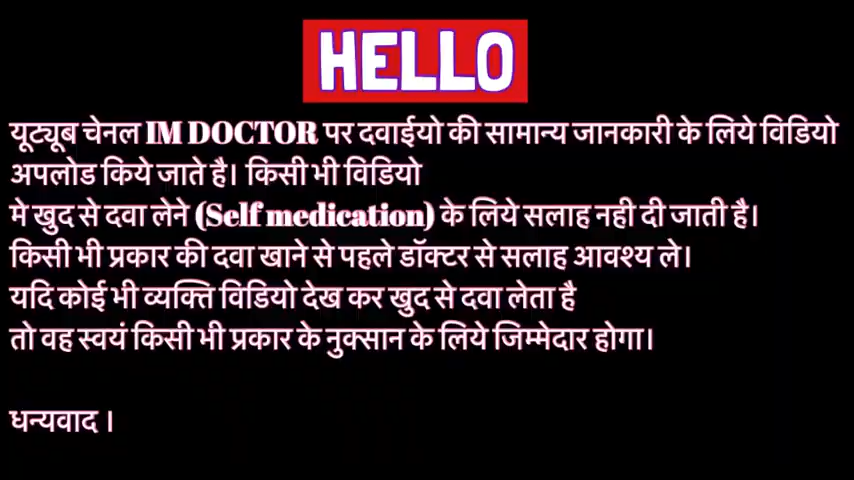 HELLO
यूट्यूब चेनल IM DOCTOR पर दवाईयो की सामान्य जानकारी के लिये विडियो
अपलोड किये जाते है। किसी भी विडियो
मे खुद से दवा लेने (Self medication) के लिये सलाह नही दी जाती है।
किसी भी प्रकार की दवा खाने से पहले डॉक्टर से सलाह आवश्य ले।
यदि कोई भी व्यक्ति विडियो देख कर खुद से दवा लेता है
तो वह स्वयं किसी भी प्रकार के नुक्सान के लिये जिम्मेदार होगा।
धन्यवाद ।